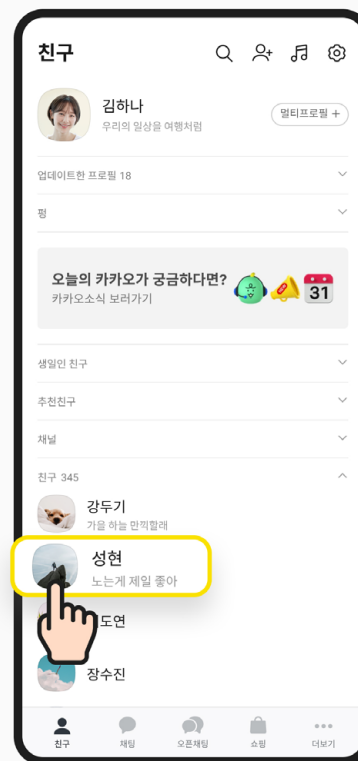 친구
김하나
우리의 일상을 여행처럼
멀티프로필 +
업데이트한 프로필 18
펑
오늘의 카카오가 궁금하다면?
카카오소식 보러가기
31
생일인 친구
추천친구
채널
친구 345
강두기
가을 하늘 만끽할래
성현
노는게 제일 좋아
도연
장수진
친구
채팅
오픈채팅
쇼핑
더보기